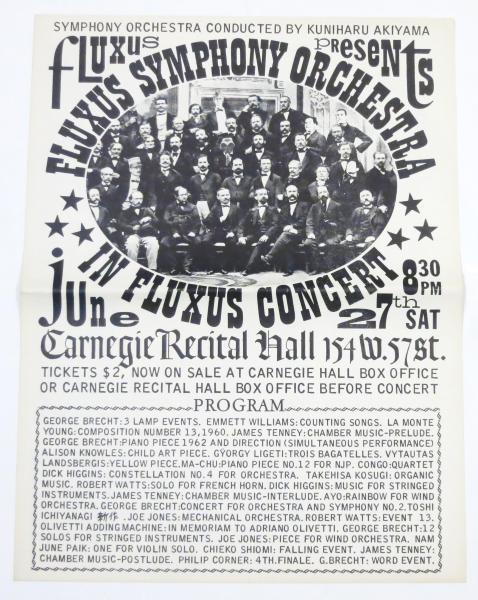 SYMPHONY ORCHESTRA CONDUCTED BY KUNIHARU AKIYAMA
fluxus presents
FLUXUS SYMPHONY ORCHESTRA
IN FLUXUS CONCERT
june 27th SAT 8 30 PM
Carnegie Recital Hall 154 W. 57 St.
TICKETS $2, NOW ON SALE AT CARNEGIE HALL BOX OFFICE
OR CARNEGIE RECITAL HALL BOX OFFICE BEFORE CONCERT
PROGRAM
GEORGE BRECHT:3 LAMP EVENTS. EMMETT WILLIAMS:COUNTING SONGS. LA MONTE
YOUNG:COMPOSITION NUMBER 13,1960. JAMES TENNEY:CHAMBER MUSIC-PRELUDE.
GEORGE BRECHT:PIANO PIECE 1962 AND DIRECTION (SIMULTANEOUS PERFORMANCE)
ALISON KNOWLES:CHILD ART PIECE. GYÖRGY LIGETI:TROIS BAGATELLES. VYTAUTAS
LANDSBERGIS:YELLOW PIECE.MA-CHU:PIANO PIECE NO.12 FOR NJP. CONGO:QUARTET
DICK HIGGINS: CONSTELLATION NO.4 FOR ORCHESTRA. TAKEHISA KOSUGI: ORGANIC
MUSIC. ROBERT WATTS:SOLO FOR FRENCH HORN. DICK HIGGINS:MUSIC FOR STRINGED
INSTRUMENTS.JAMES TENNEY: CHAMBER MUSIC-INTERLUDE. AYO:RAINBOW FOR WIND
ORCHESTRA. GEORGE BRECHT:CONCERT FOR ORCHESTRA AND SYMPHONY NO.2.TOSHI
ICHIYANAGI 新作 .JOE JONES:MECHANICAL ORCHESTRA.ROBERT WATTS:EVENT 13.
OLIVETTI ADDING MACHINE:IN MEMORIAM TO ADRIANO OLIVETTI. GEORGE BRECHT:12
SOLOS FOR STRINGED INSTRUMENTS. JOE JONES:PIECE FOR WIND ORCHESTRA. NAM
JUNE PAIK: ONE FOR VIOLIN SOLO. CHIEKO SHIOMI: FALLING EVENT. JAMES TENNEY:
CHAMBER MUSIC-POSTLUDE. PHILIP CORNER: 4TH.FINALE. G.BRECHT: WORD EVENT.